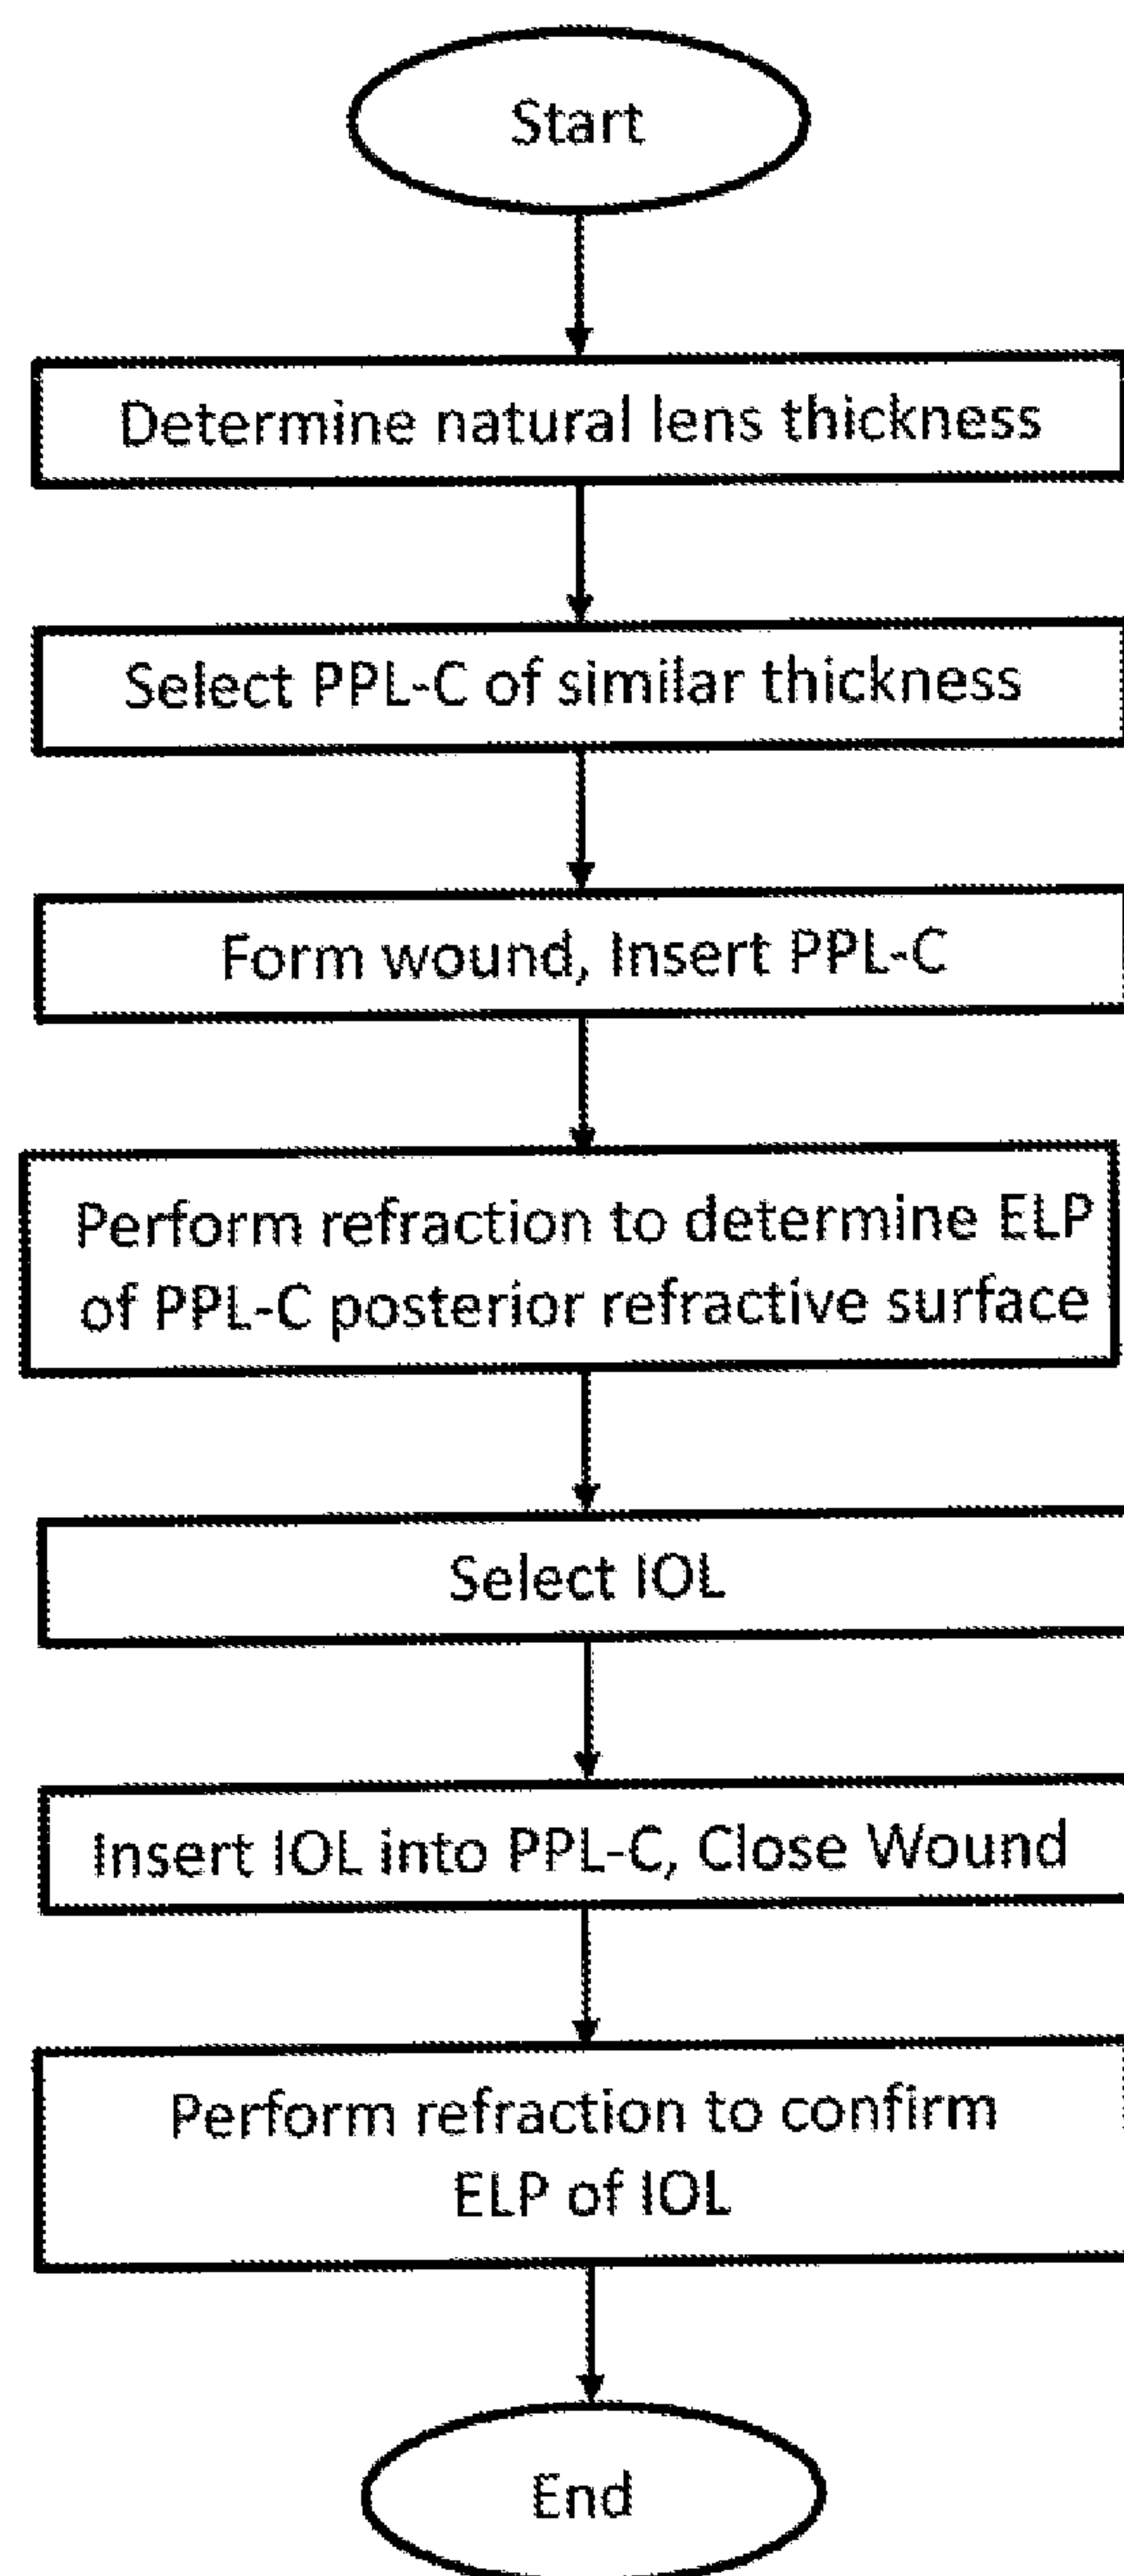 Start
Determine natural lens thickness
Select PPL-C of similar thickness
Form wound, Insert PPL-C
Perform refraction to determine ELP
of PPL-C posterior refractive surface
Select IOL
Insert IOL into PPL-C, Close Wound
Perform refraction to confirm
ELP of IOL
End